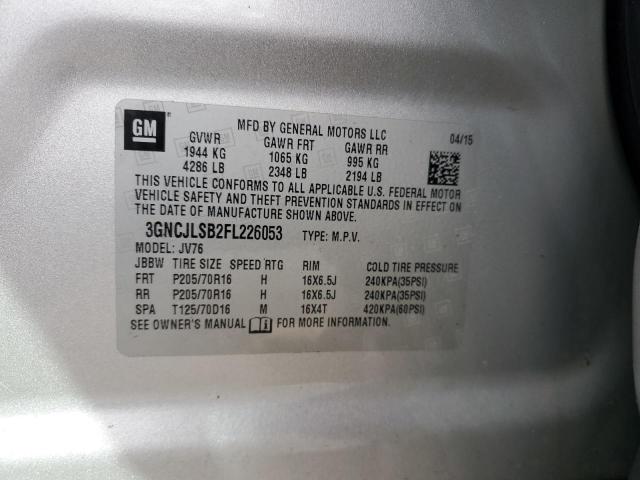 GM
MFD BY GENERAL MOTORS LLC 04/15
GVWR GAWR FRT GAWR RR
1944 KG 1065 KG 995 KG
4286 LB 2348 LB 2194 LB
THIS VEHICLE CONFORMS TO ALL APPLICABLE U.S. FEDERAL MOTOR
VEHICLE SAFETY AND THEFT PREVENTION STANDARDS IN EFFECT ON THE
DATE OF MANUFACTURE SHOWN ABOVE.
3GNCJLSB2FL226053 TYPE: M.P.V.
MODEL: JV76
JBBW TIRE SIZE SPEED RTG RIM COLD TIRE PRESSURE
FRT P205/70R16 H 16X6.5J 240KPA(35PSI)
RR P205/70R16 H 16X6.5J 240KPA(35PSI)
SPA T125/70D16 M 16X4T 420KPA(60PSI)
SEE OWNER'S MANUAL FOR MORE INFORMATION.